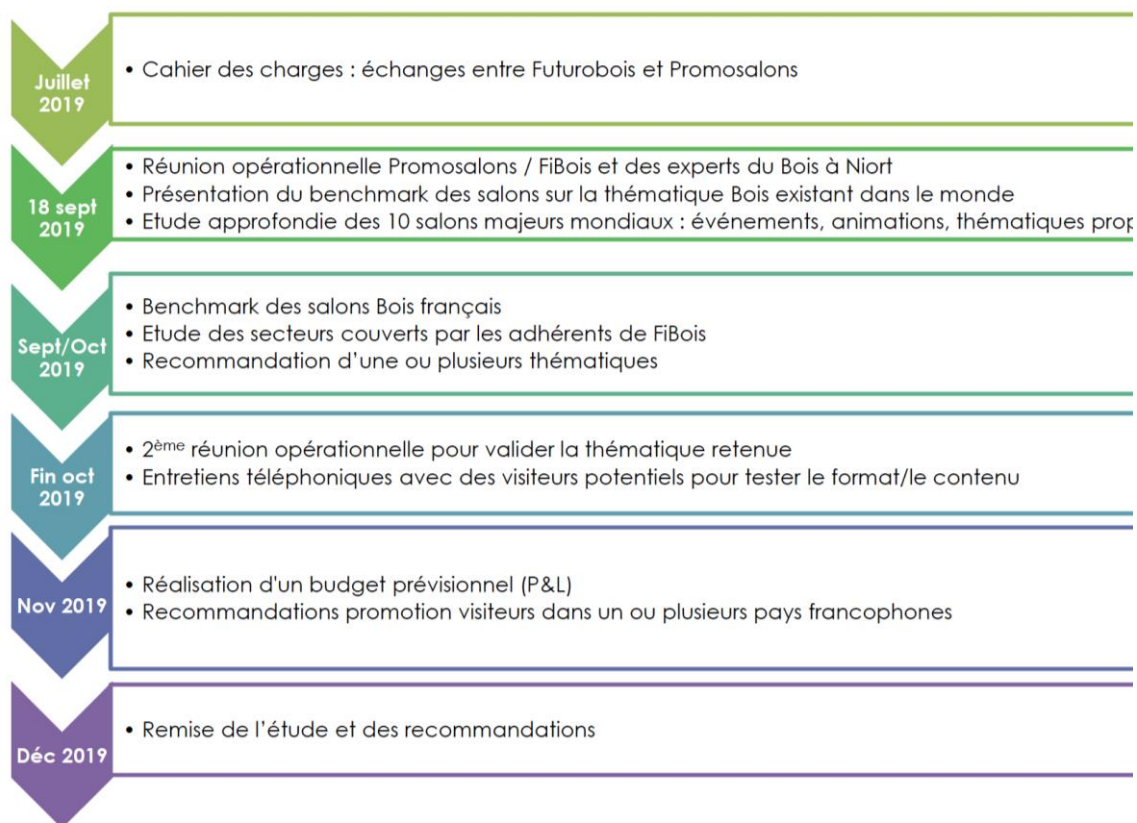 Juillet
2019
• Cahier des charges : échanges entre Futurobois et Promosalons
18 sept
2019
• Réunion opérationnelle Promosalons / FiBois et des experts du Bois à Niort
• Présentation du benchmark des salons sur la thématique Bois existant dans le monde
• Etude approfondie des 10 salons majeurs mondiaux : événements, animations, thématiques prop
Sept/Oct
2019
• Benchmark des salons Bois français
• Etude des secteurs couverts par les adhérents de FiBois
• Recommandation d’une ou plusieurs thématiques
Fin oct
2019
• 2ème réunion opérationnelle pour valider la thématique retenue
• Entretiens téléphoniques avec des visiteurs potentiels pour tester le format/le contenu
Nov 2019
• Réalisation d'un budget prévisionnel (P&L)
• Recommandations promotion visiteurs dans un ou plusieurs pays francophones
Déc 2019
• Remise de l’étude et des recommandations